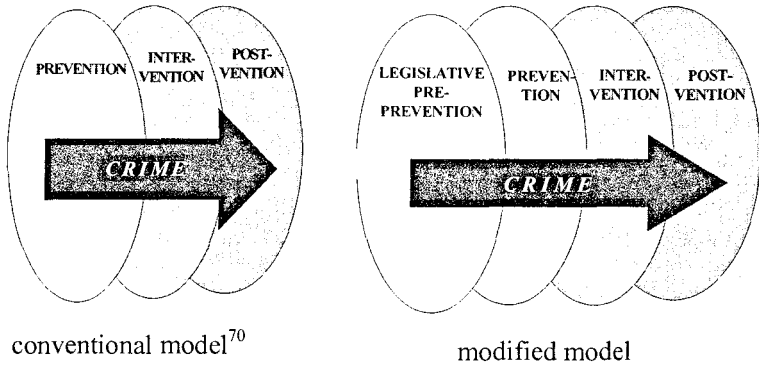 PREVENTION
INTER-
VENTION
POST-
VENTION
CRIME
conventional model70
LEGISLATIVE
PRE-
PREVENTION
PREVEN-
TION
INTER-
VENTION
POST-
VENTION
CRIME
modified model